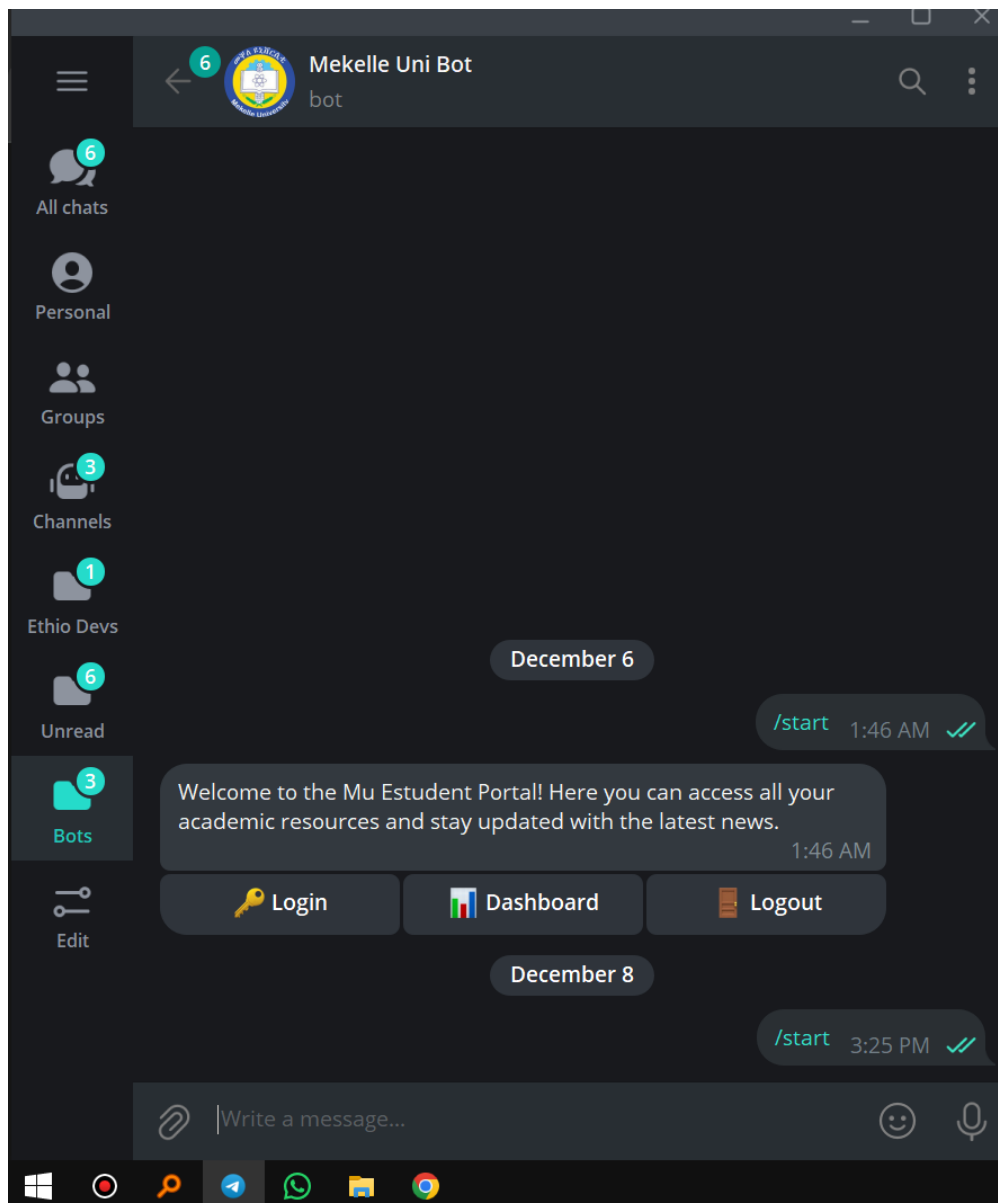 6
Mekelle Uni Bot
bot
Mekelle University
6
All chats
Personal
Groups
3
Channels
1
Ethio Devs
6
Unread
3
Bots
Edit
December 6
/start 1:46 AM
Welcome to the Mu Estudent Portal! Here you can access all your
academic resources and stay updated with the latest news.
1:46 AM
Login Dashboard Logout
December 8
/start 3:25 PM
Write a message...